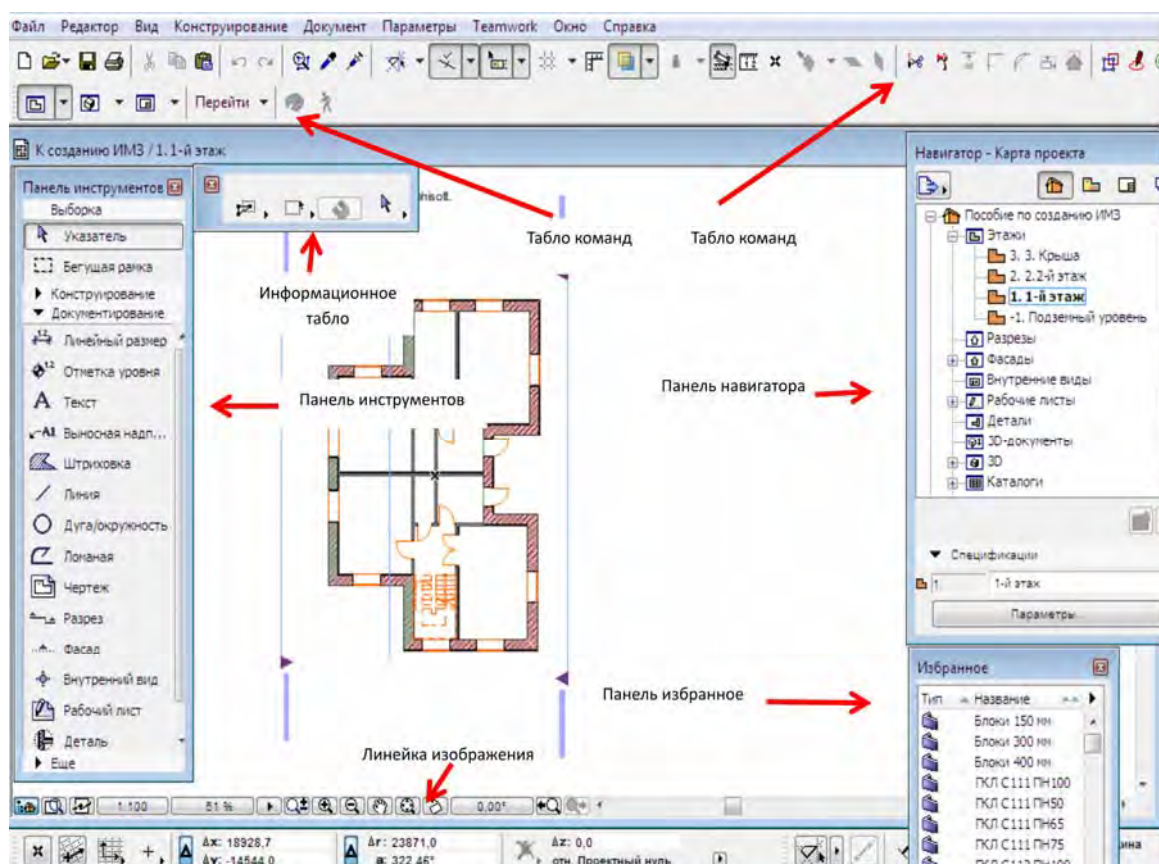 Файл Редактор Вид Конструирование Документ Параметры Teamwork Окно Справка
Перейти
К созданию ИМЗ / 1. 1-й этаж
Панель инструментов
Выборка
Указатель
Бегущая рамка
Конструирование
Документирование
Линейный размер
Отметка уровня
Текст
Выносная надп...
Штриховка
Линия
Дуга/окружность
Ломаная
Чертеж
Разрез
Фасад
Внутренний вид
Рабочий лист
Деталь
Еще
Табло команд
Табло команд
Информационное
табло
Панель инструментов
Панель навигатора
Панель избранное
Линейка изображения
Навигатор - Карта проекта
Пособие по созданию ИМЗ
Этажи
3. 3. Крыша
2. 2.2-й этаж
1. 1-й этаж
-1. Подземный уровень
Разрезы
Фасады
Внутренние виды
Рабочие листы
Детали
3D-документы
3D
Каталоги
Спецификации
1. 1-й этаж
Параметры...
Избранное
Тип Название
Блоки 150 мм
Блоки 300 мм
Блоки 400 мм
ГКЛ С111 ПН100
ГКЛ С111 ПН50
ГКЛ С111 ПН65
ГКЛ С111 ПН75
ГКЛ С112 ПН100
1:100 51 % 0,00°
Δx: 18928,7 Δr: 23871,0 Δz: 0,0
Δy: -14544,0 a: 322,46° отн. Проектный нуль